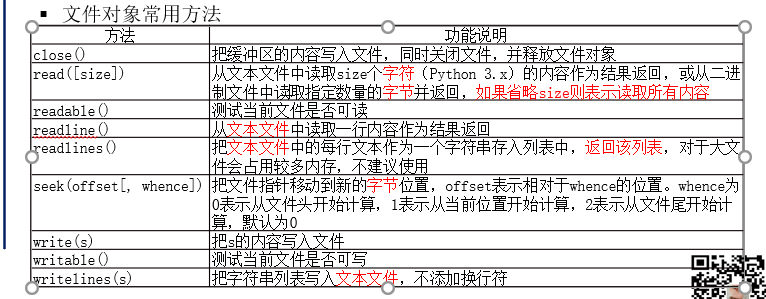 ▪ 文件对象常用方法
方法 功能说明
close() 把缓冲区的内容写入文件，同时关闭文件，并释放文件对象
read([size]) 从文本文件中读取size个字符（Python 3.x）的内容作为结果返回，或从二进
制文件中读取指定数量的字节并返回，如果省略size则表示读取所有内容
readable() 测试当前文件是否可读
readline() 从文本文件中读取一行内容作为结果返回
readlines() 把文本文件中的每行文本作为一个字符串存入列表中，返回该列表，对于大文
件会占用较多内存，不建议使用
seek(offset[, whence]) 把文件指针移动到新的字节位置，offset表示相对于whence的位置。whence为
0表示从文件头开始计算，1表示从当前位置开始计算，2表示从文件尾开始计
算，默认为0
write(s) 把s的内容写入文件
writable() 测试当前文件是否可写
writelines(s) 把字符串列表写入文本文件，不添加换行符